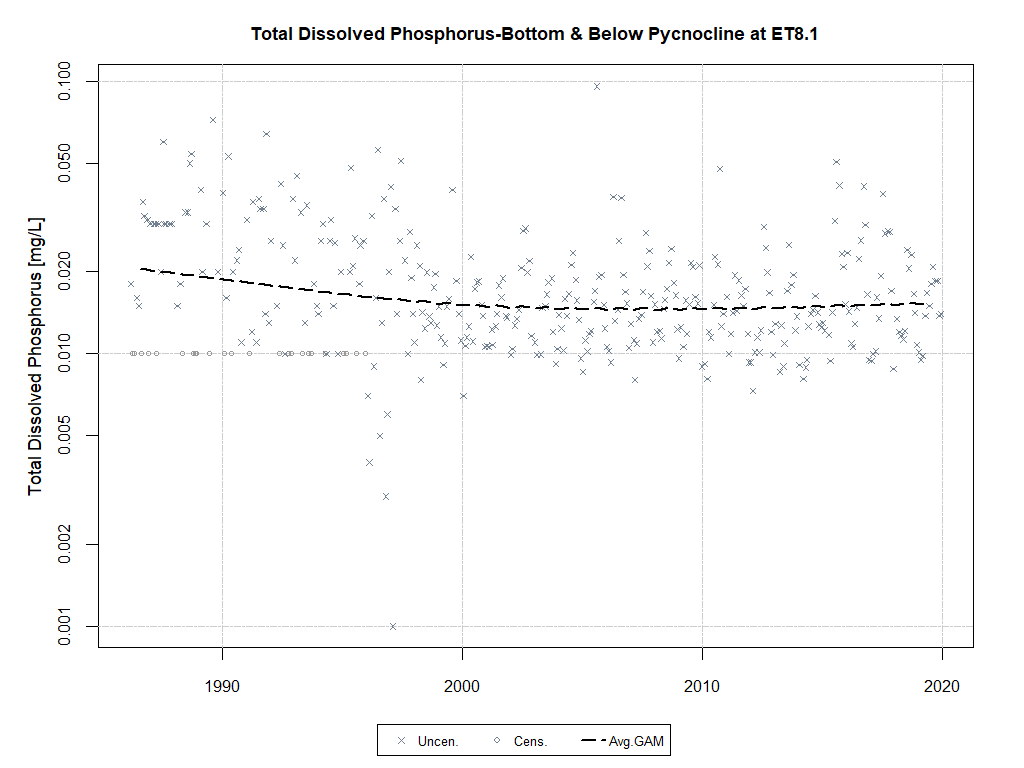 Total Dissolved Phosphorus-Bottom & Below Pycnocline at ET8.1
Total Dissolved Phosphorus [mg/L]
0.100
0.050
0.020
0.010
0.005
0.002
0.001
1990 2000 2010 2020
Uncen. Cens. Avg.GAM